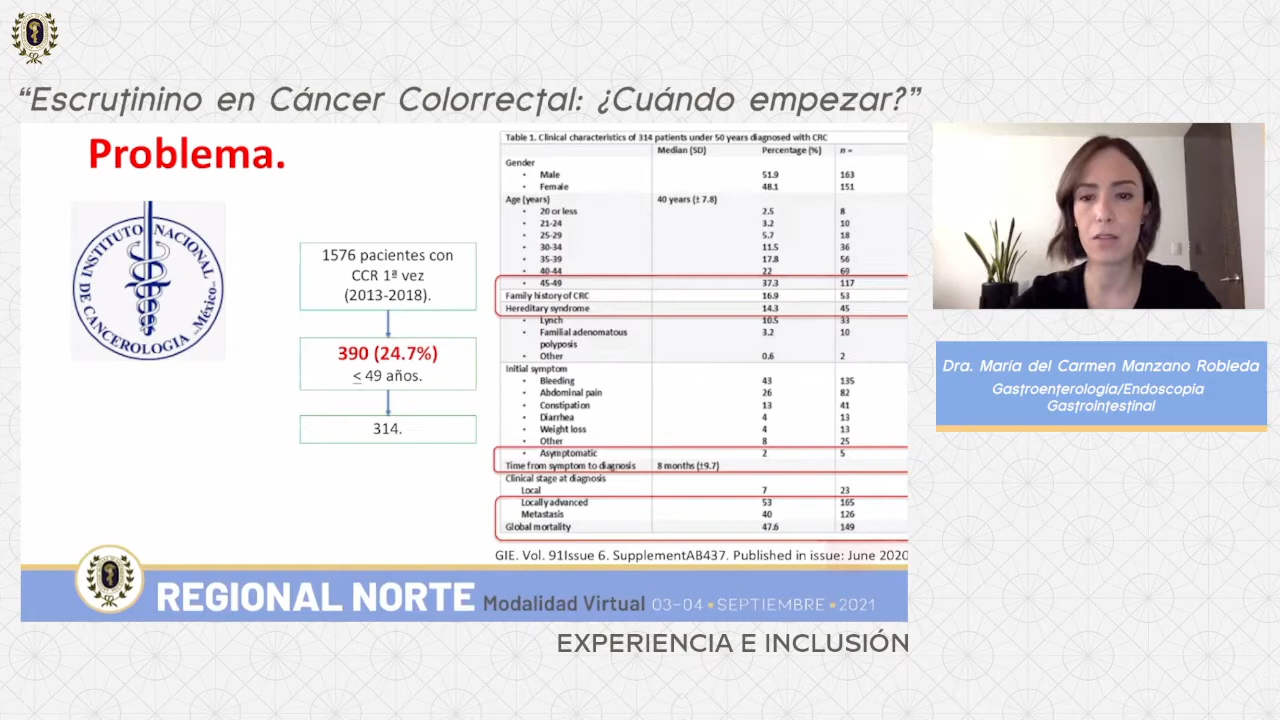 “Escrutinino en Cáncer Colorrectal: ¿Cuándo empezar?”
Problema.
INSTITUTO NACIONAL DE CANCEROLOGIA México
1576 pacientes con
CCR 1ª vez
(2013-2018).
390 (24.7%)
< 49 años.
314.
Table 1. Clinical characteristics of 314 patients under 50 years diagnosed with CRC
Median (SD) Percentage (%) n =
Gender
• Male 51.9 163
• Female 48.1 151
Age (years) 40 years (± 7.8)
• 20 or less 2.5 8
• 21-24 3.2 10
• 25-29 5.7 18
• 30-34 11.5 36
• 35-39 17.8 56
• 40-44 22 69
• 45-49 37.3 117
Family history of CRC 16.9 53
Hereditary syndrome 14.3 45
• Lynch 10.5 33
• Familial adenomatous 3.2 10
polyposis
• Other 0.6 2
Initial symptom
• Bleeding 43 135
• Abdominal pain 26 82
• Constipation 13 41
• Diarrhea 4 13
• Weight loss 4 13
• Other 8 25
• Asymptomatic 2 5
Time from symptom to diagnosis 8 months (±9.7)
Clinical stage at diagnosis
Local 7 23
Locally advanced 53 165
Metastasis 40 126
Global mortality 47.6 149
GIE. Vol. 91Issue 6. SupplementAB437. Published in issue: June 2020
Dra. María del Carmen Manzano Robleda
Gastroenterología/Endoscopia
Gastrointestinal
REGIONAL NORTE Modalidad Virtual 03-04 • SEPTIEMBRE • 2021
EXPERIENCIA E INCLUSIÓN